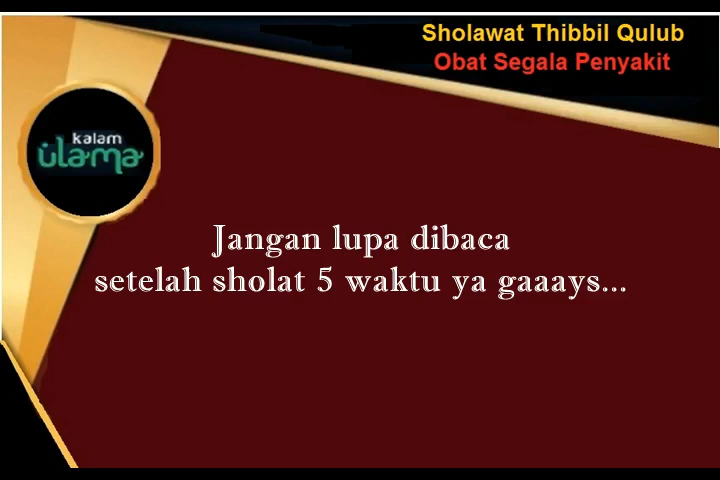 Sholawat Thibbil Qulub
Obat Segala Penyakit
kalam
ulama
Jangan lupa dibaca
setelah sholat 5 waktu ya gaaays...